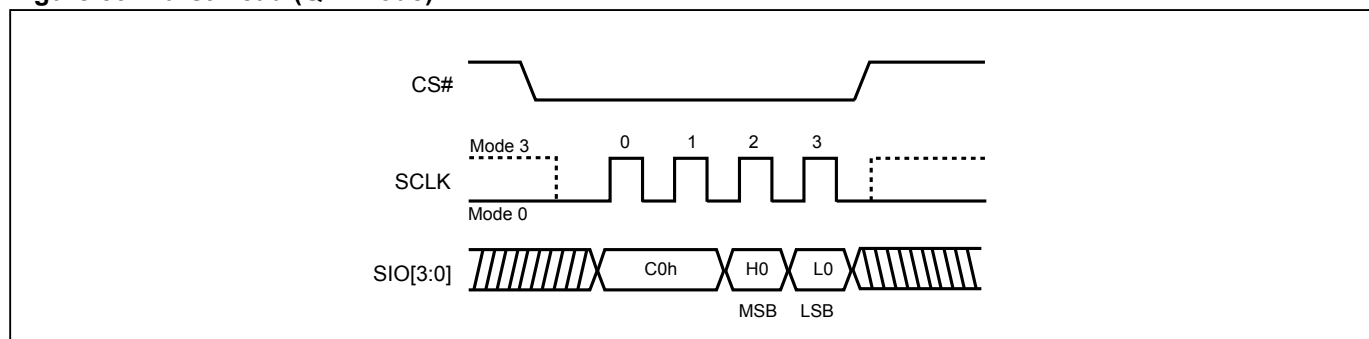 CS#
Mode 3
0 1 2 3
SCLK
Mode 0
SIO[3:0]
C0h H0 L0
MSB LSB